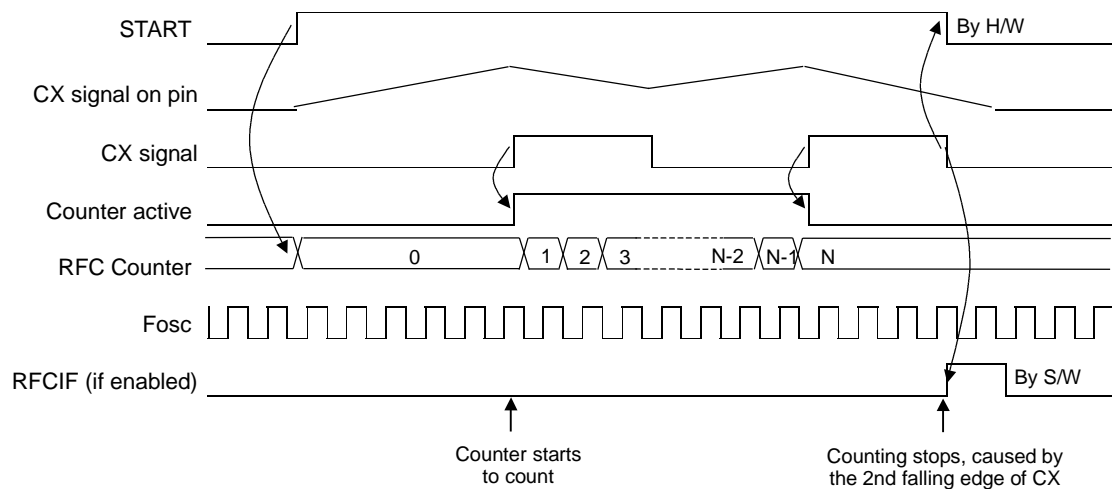 START
By H/W
CX signal on pin
CX signal
Counter active
RFC Counter
0
1
2
3
N-2
N-1
N
Fosc
RFCIF (if enabled)
By S/W
Counter starts
to count
Counting stops, caused by
the 2nd falling edge of CX